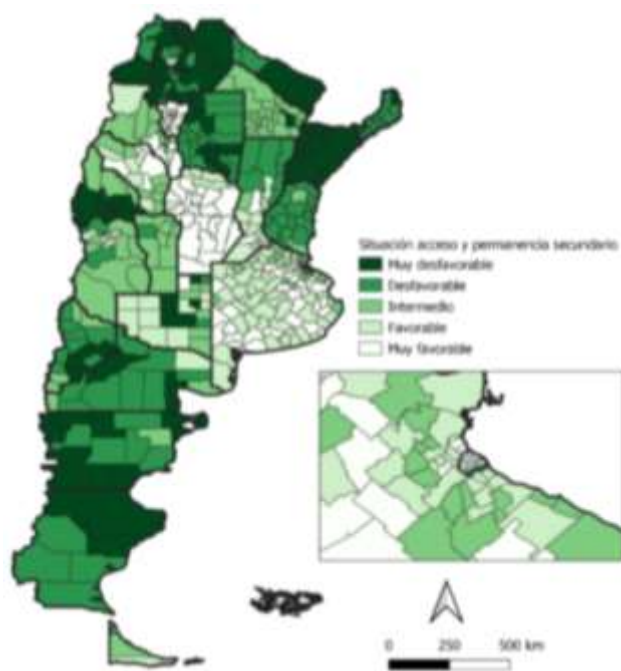 Situación acceso y permanencia secundario
Muy desfavorable
Desfavorable
Intermedio
Favorable
Muy favorable
0 250 500 km